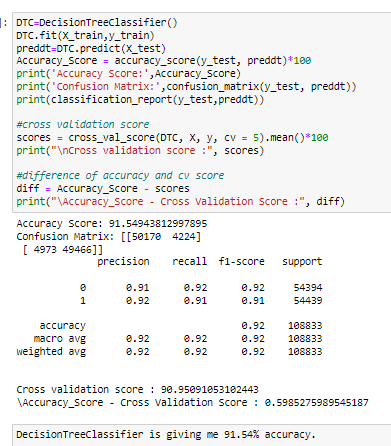 ]: DTC=DecisionTreeClassifier()
DTC.fit(X_train,y_train)
preddt=DTC.predict(X_test)
Accuracy_Score = accuracy_score(y_test, preddt)*100
print('Accuracy Score:',Accuracy_Score)
print('Confusion Matrix:',confusion_matrix(y_test, preddt))
print(classification_report(y_test,preddt))
#cross validation score
scores = cross_val_score(DTC, X, y, cv = 5).mean()*100
print("\nCross validation score :", scores)
#difference of accuracy and cv score
diff = Accuracy_Score - scores
print("\Accuracy_Score - Cross Validation Score :", diff)
Accuracy Score: 91.54943812997895
Confusion Matrix: [[50170 4224]
[ 4973 49466]]
precision recall f1-score support
0 0.91 0.92 0.92 54394
1 0.92 0.91 0.91 54439
accuracy 0.92 108833
macro avg 0.92 0.92 0.92 108833
weighted avg 0.92 0.92 0.92 108833
Cross validation score : 90.95091053102443
\Accuracy_Score - Cross Validation Score : 0.5985275989545187
DecisionTreeClassifier is giving me 91.54% accuracy.